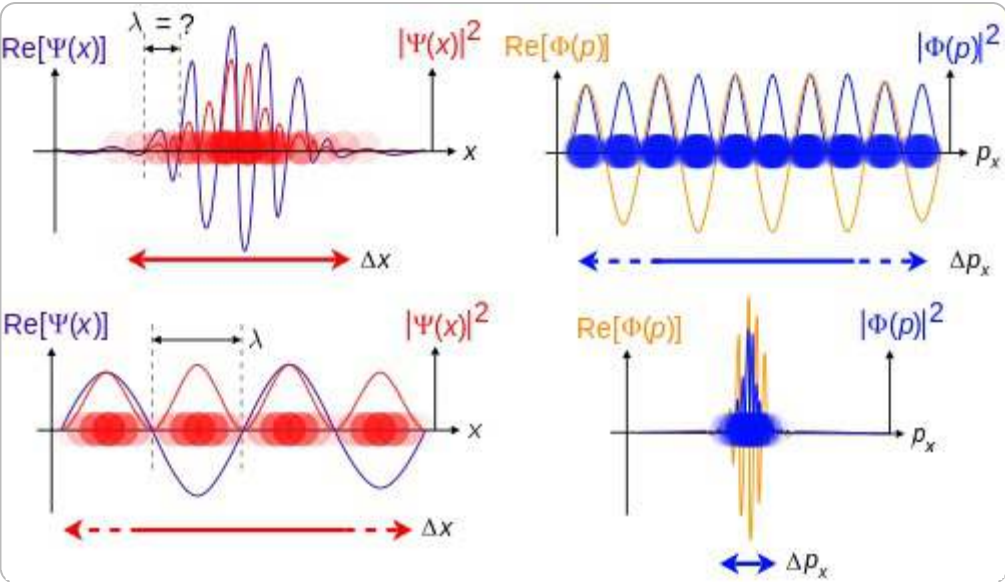 λ = ?
Re[Ψ(x)]
|Ψ(x)|²
x
Δx
Re[Φ(p)]
|Φ(p)|²
pₓ
Δpₓ
Re[Ψ(x)]
λ
|Ψ(x)|²
x
Δx
Re[Φ(p)]
|Φ(p)|²
pₓ
Δpₓ